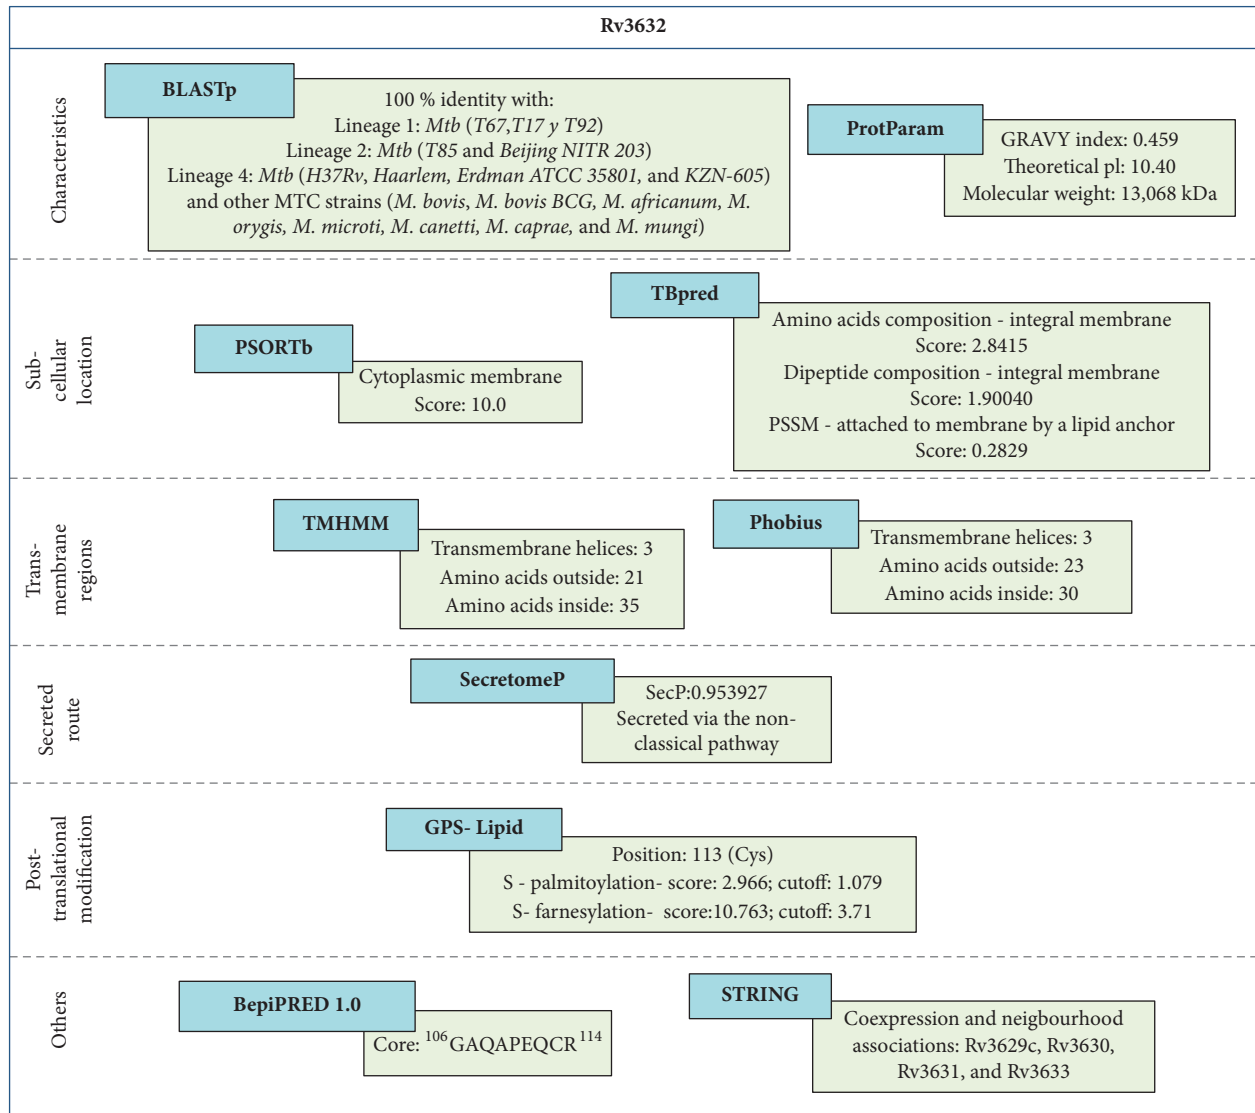 Rv3632
Characteristics
BLASTp
100 % identity with:
Lineage 1: Mtb (T67,T17 y T92)
Lineage 2: Mtb (T85 and Beijing NITR 203)
Lineage 4: Mtb (H37Rv, Haarlem, Erdman ATCC 35801, and KZN-605)
and other MTC strains (M. bovis, M. bovis BCG, M. africanum, M.
orygis, M. microti, M. canetti, M. caprae, and M. mungi)
ProtParam
GRAVY index: 0.459
Theoretical pl: 10.40
Molecular weight: 13,068 kDa
Sub-
cellular
location
PSORTb
Cytoplasmic membrane
Score: 10.0
TBpred
Amino acids composition - integral membrane
Score: 2.8415
Dipeptide composition - integral membrane
Score: 1.90040
PSSM - attached to membrane by a lipid anchor
Score: 0.2829
Trans-
membrane
regions
TMHMM
Transmembrane helices: 3
Amino acids outside: 21
Amino acids inside: 35
Phobius
Transmembrane helices: 3
Amino acids outside: 23
Amino acids inside: 30
Secreted
route
SecretomeP
SecP:0.953927
Secreted via the non-
classical pathway
Post-
translational
modification
GPS- Lipid
Position: 113 (Cys)
S - palmitoylation- score: 2.966; cutoff: 1.079
S- farnesylation- score:10.763; cutoff: 3.71
Others
BepiPRED 1.0
Core: ¹⁰⁶GAQAPEQCR¹¹⁴
STRING
Coexpression and neigbourhood
associations: Rv3629c, Rv3630,
Rv3631, and Rv3633